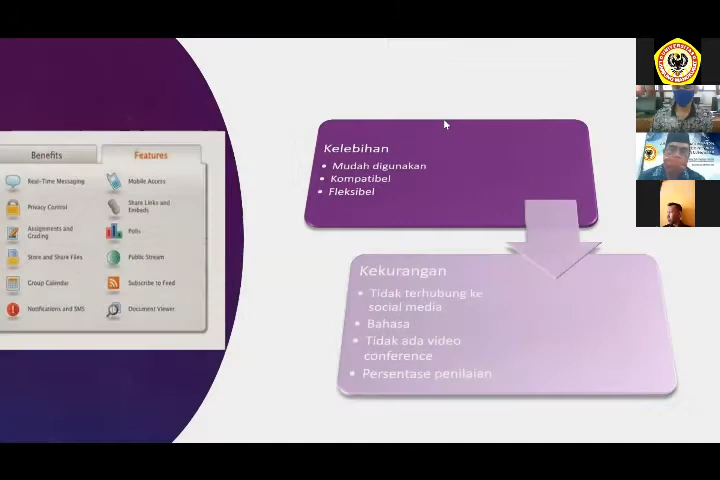 Benefits
Features
Real-Time Messaging
Mobile Access
Privacy Control
Share Links and
Embeds
Assignments and
Grading
Polls
Store and Share Files
Public Stream
Group Calendar
Subscribe to Feed
Notifications and SMS
Document Viewer
Kelebihan
• Mudah digunakan
• Kompatibel
• Fleksibel
Kekurangan
• Tidak terhubung ke
social media
• Bahasa
• Tidak ada video
conference
• Persentase penilaian